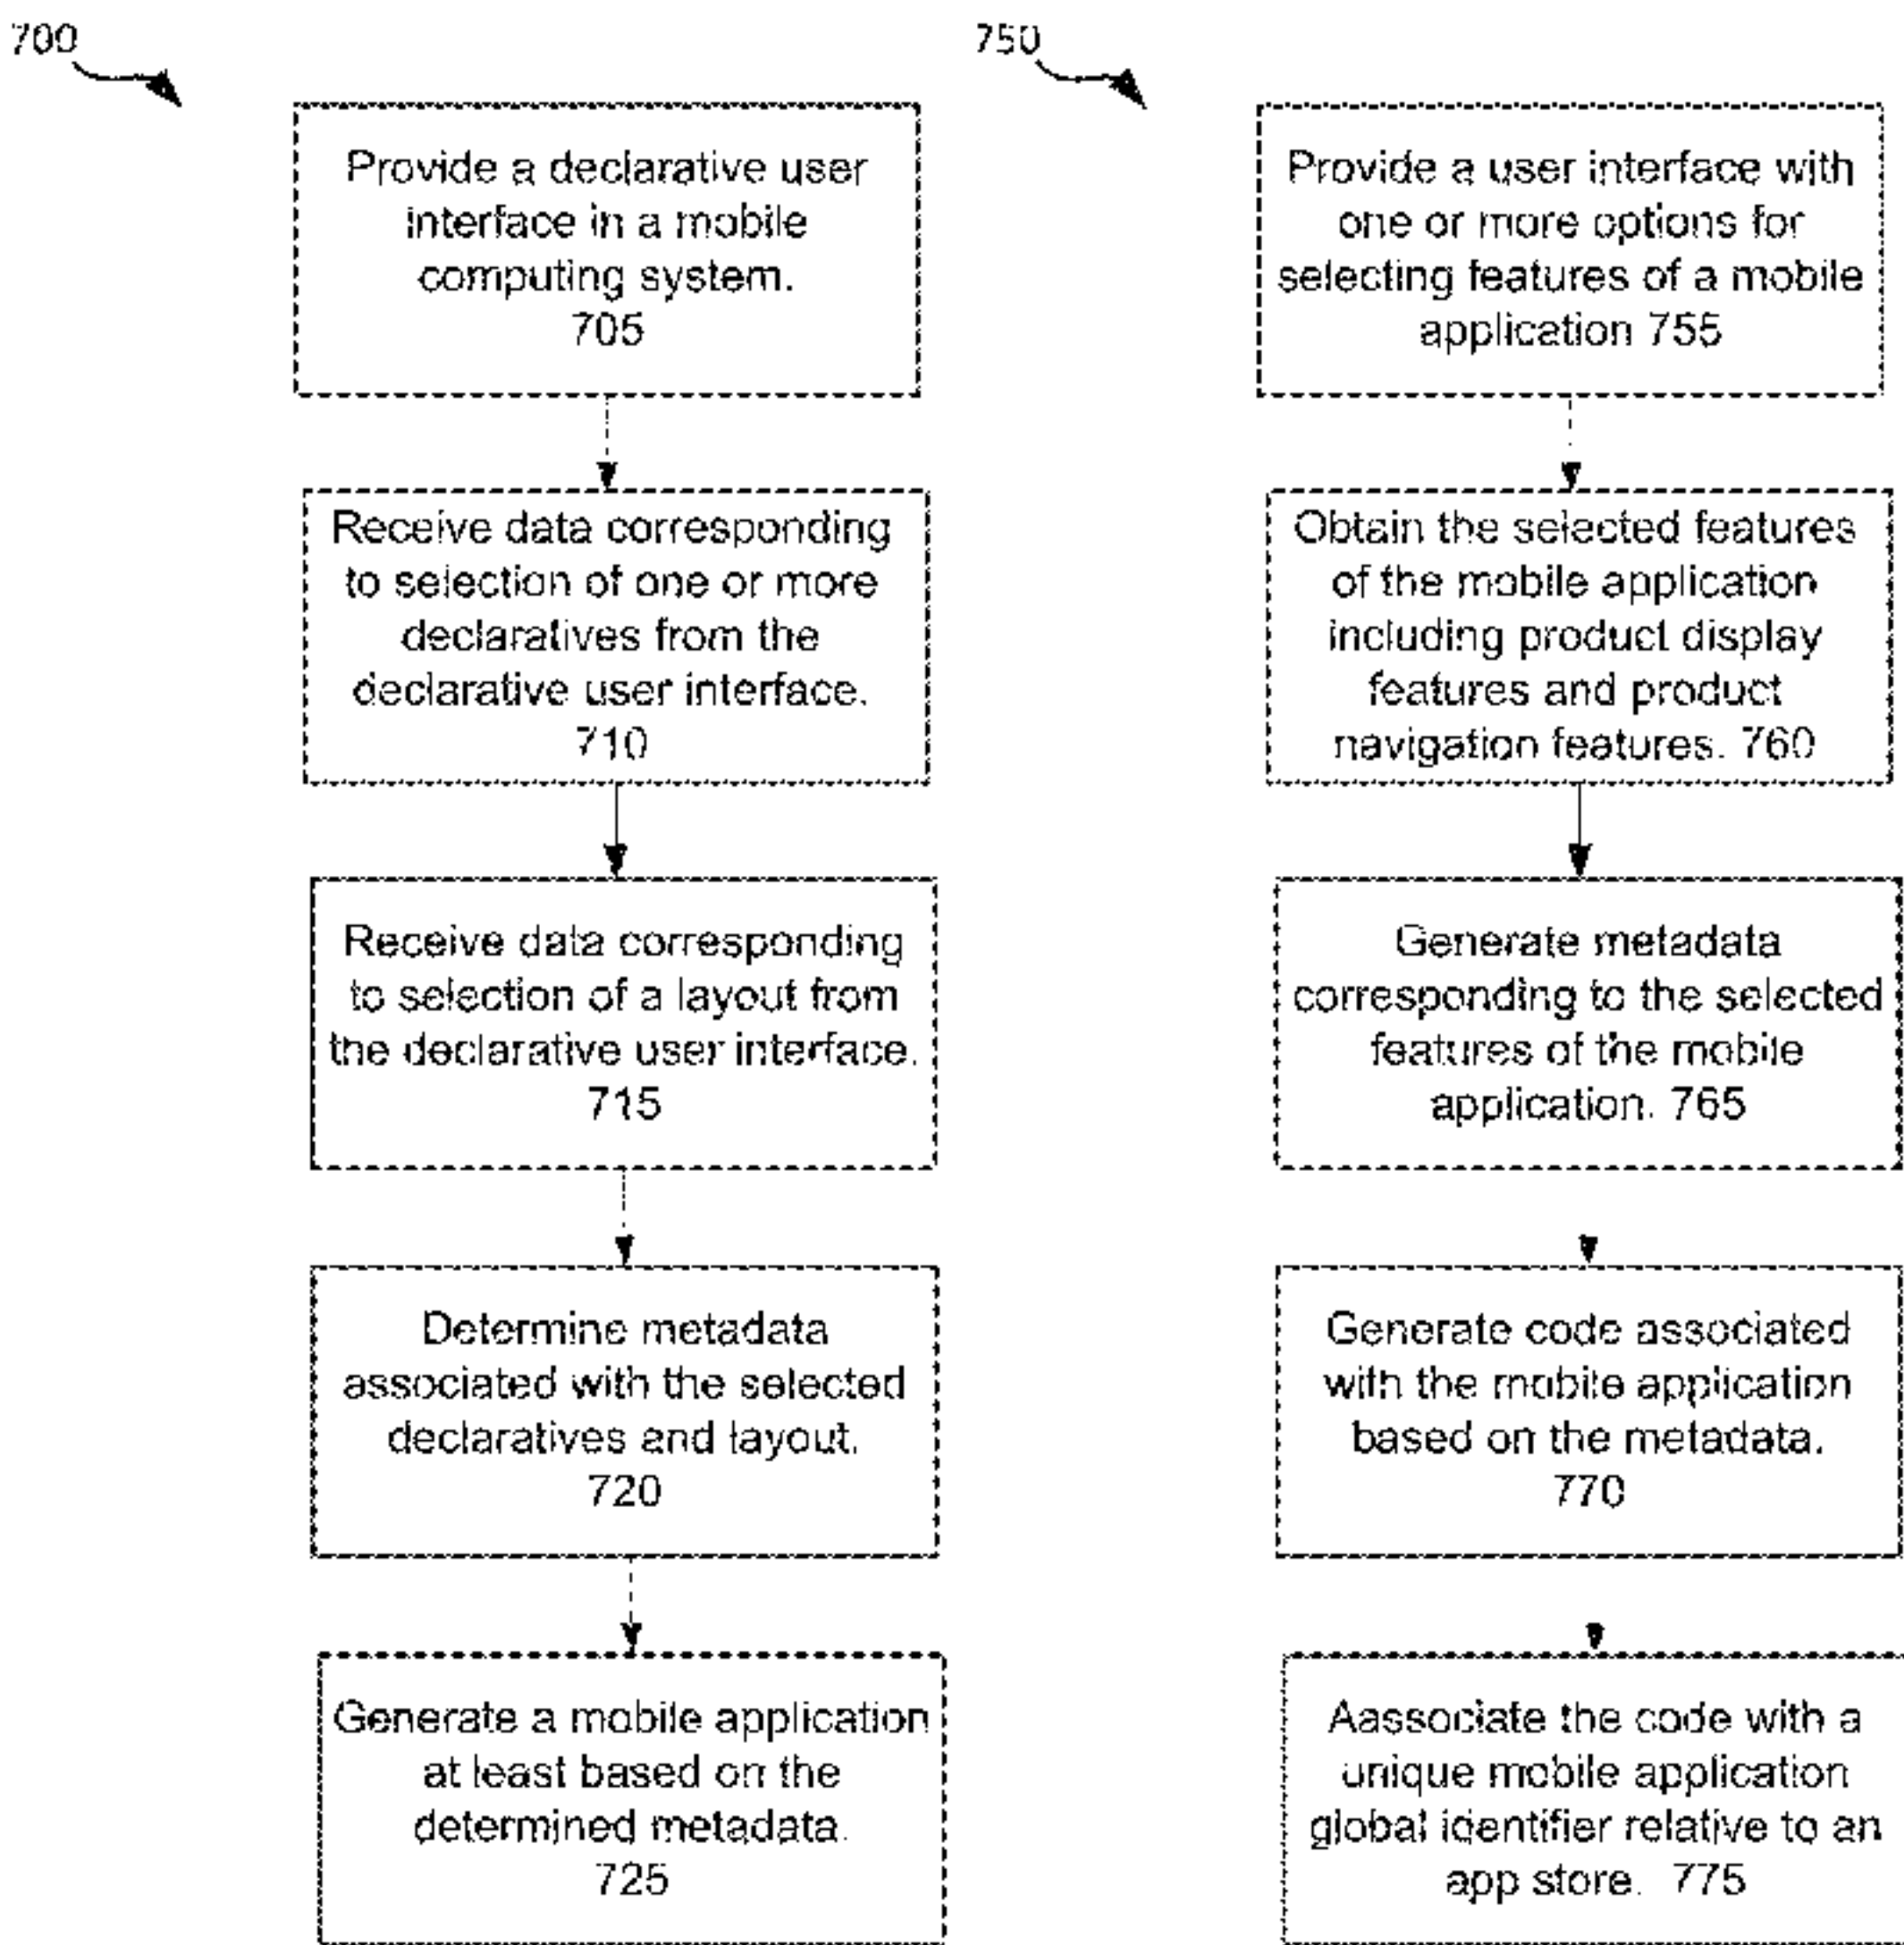 700
Provide a declarative user
interface in a mobile
computing system.
705
Receive data corresponding
to selection of one or more
declaratives from the
declarative user interface.
710
Receive data corresponding
to selection of a layout from
the declarative user interface.
715
Determine metadata
associated with the selected
declaratives and layout.
720
Generate a mobile application
at least based on the
determined metadata.
725
750
Provide a user interface with
one or more options for
selecting features of a mobile
application 755
Obtain the selected features
of the mobile application
including product display
features and product
navigation features. 760
Generate metadata
corresponding to the selected
features of the mobile
application. 765
Generate code associated
with the mobile application
based on the metadata.
770
Aassociate the code with a
unique mobile application
global identifier relative to an
app store. 775